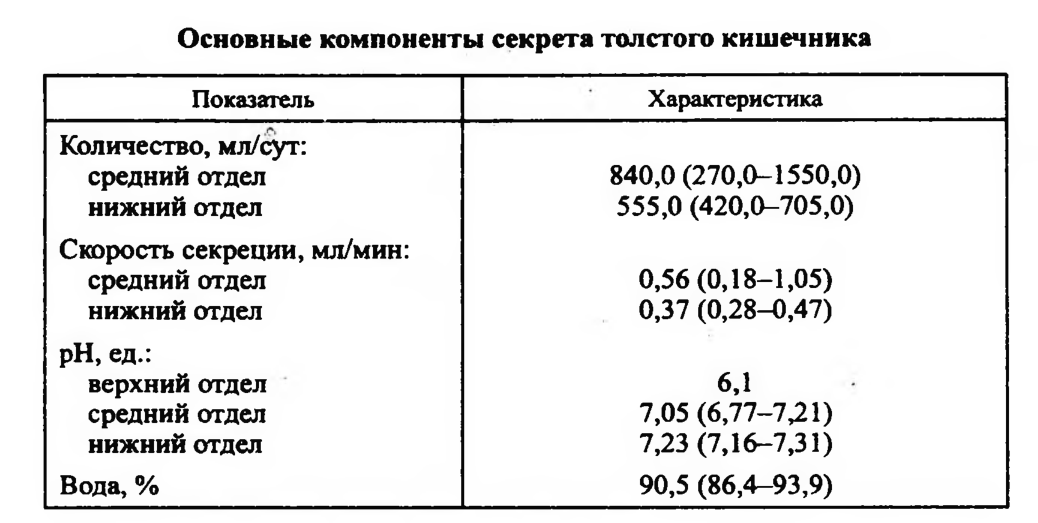 Основные компоненты секрета толстого кишечника
Показатель Характеристика
Количество, мл/сут:
средний отдел 840,0 (270,0–1550,0)
нижний отдел 555,0 (420,0–705,0)
Скорость секреции, мл/мин:
средний отдел 0,56 (0,18–1,05)
нижний отдел 0,37 (0,28–0,47)
pH, ед.:
верхний отдел 6,1
средний отдел 7,05 (6,77–7,21)
нижний отдел 7,23 (7,16–7,31)
Вода, % 90,5 (86,4–93,9)